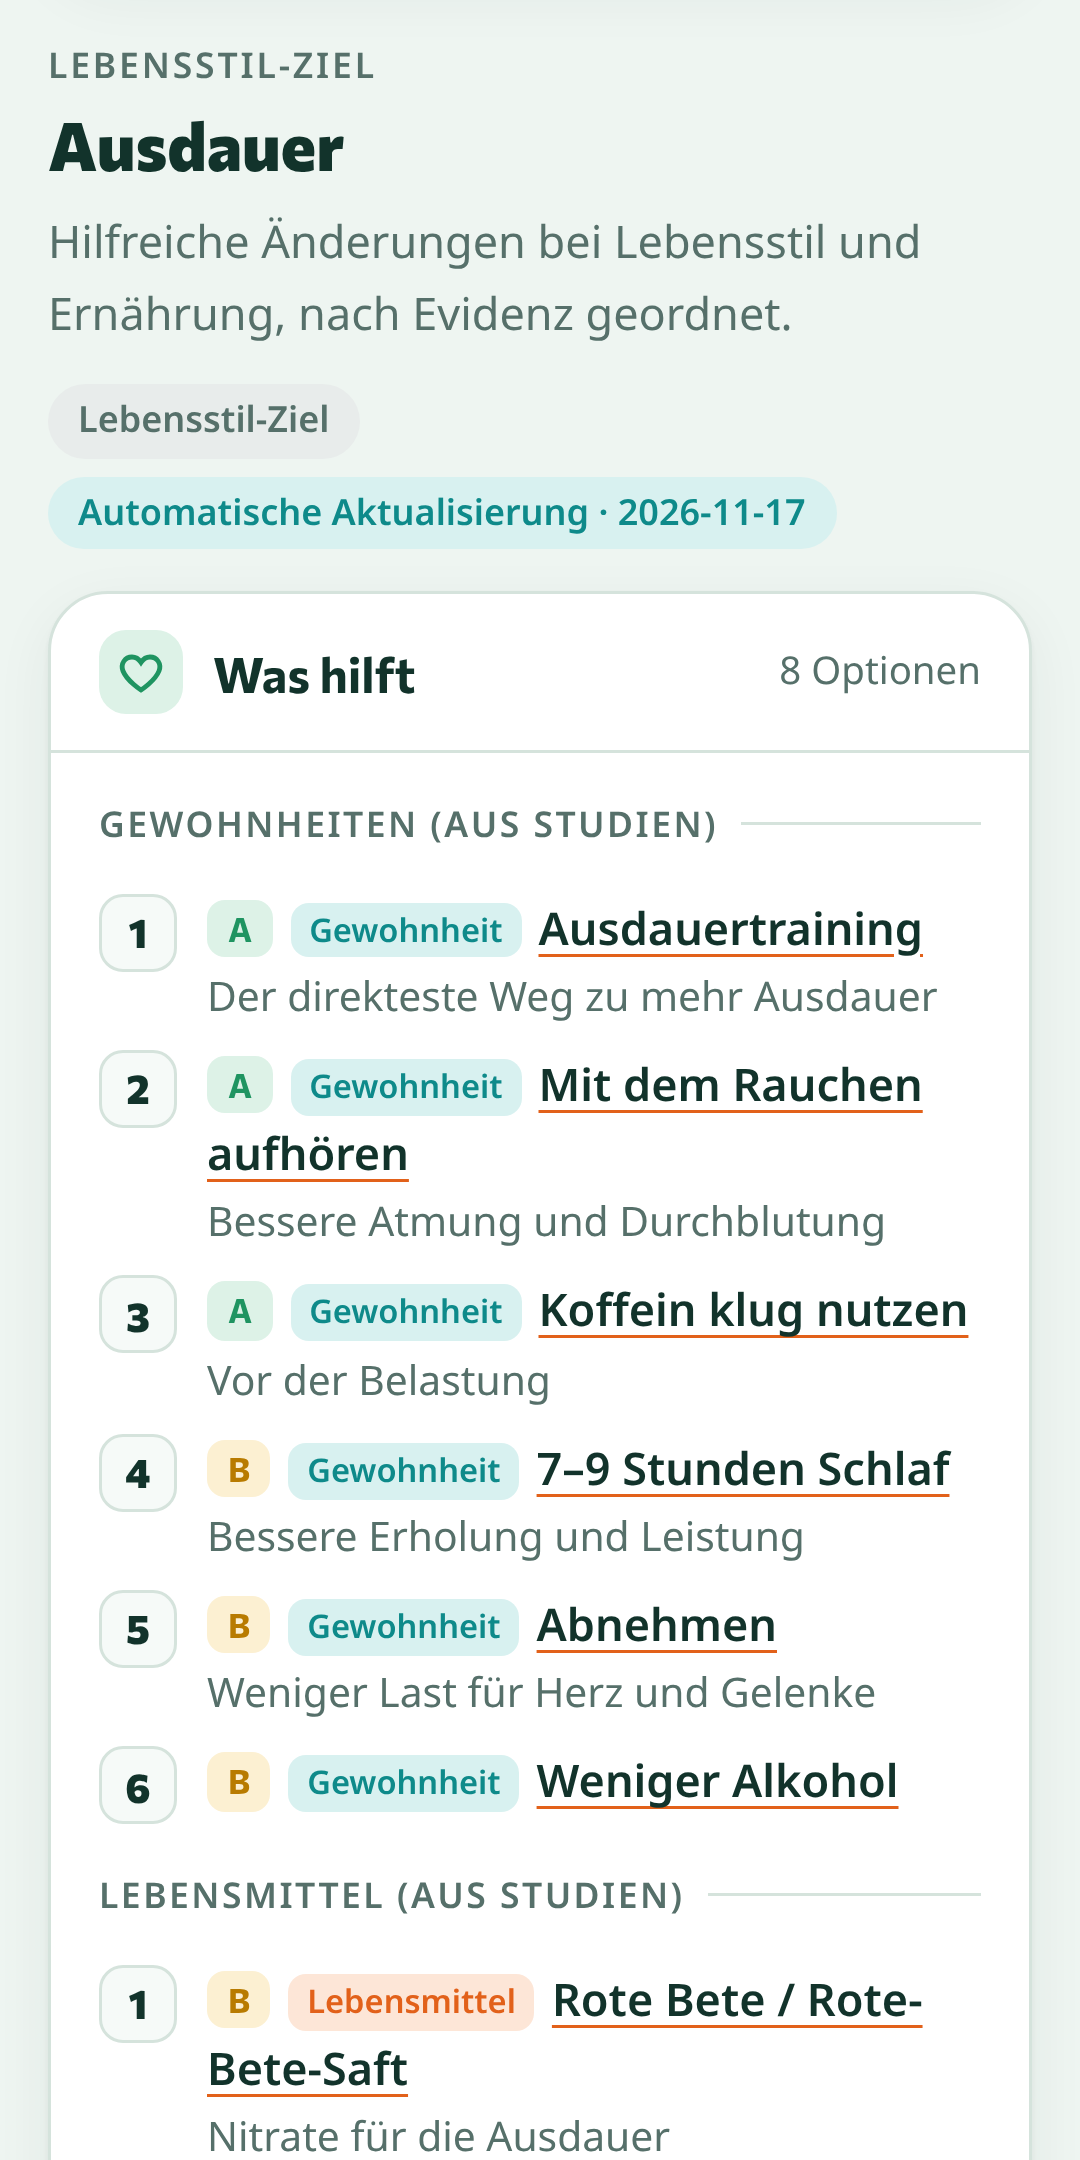 LEBENSSTIL-ZIEL
Ausdauer
Hilfreiche Änderungen bei Lebensstil und
Ernährung, nach Evidenz geordnet.
Lebensstil-Ziel
Automatische Aktualisierung · 2026-11-17
Was hilft 8 Optionen
GEWOHNHEITEN (AUS STUDIEN)
1 A Gewohnheit Ausdauertraining
Der direkteste Weg zu mehr Ausdauer
2 A Gewohnheit Mit dem Rauchen
aufhören
Bessere Atmung und Durchblutung
3 A Gewohnheit Koffein klug nutzen
Vor der Belastung
4 B Gewohnheit 7–9 Stunden Schlaf
Bessere Erholung und Leistung
5 B Gewohnheit Abnehmen
Weniger Last für Herz und Gelenke
6 B Gewohnheit Weniger Alkohol
LEBENSMITTEL (AUS STUDIEN)
1 B Lebensmittel Rote Bete / Rote-
Bete-Saft
Nitrate für die Ausdauer